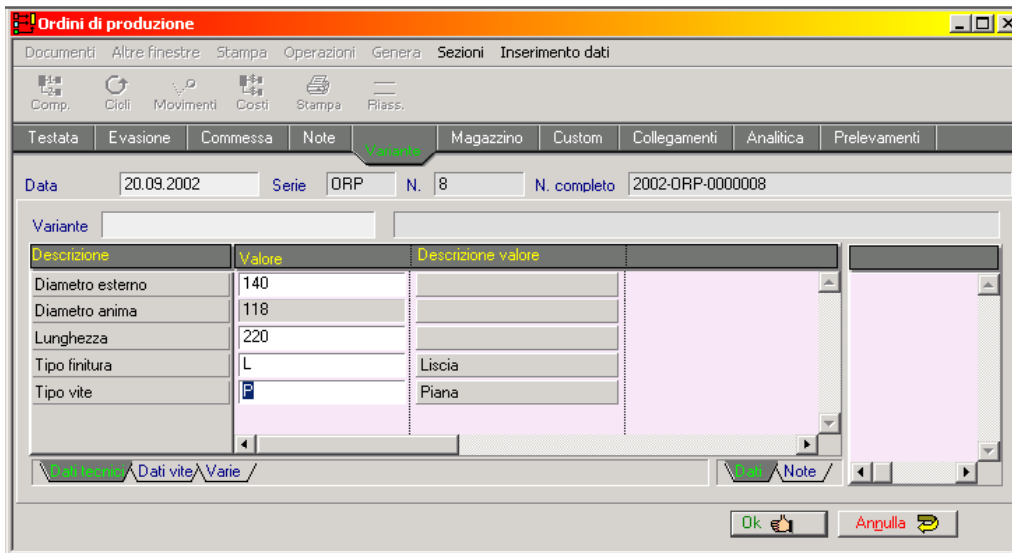 Ordini di produzione
Documenti Altre finestre Stampa Operazioni Genera Sezioni Inserimento dati
Comp. Cicli Movimenti Costi Stampa Riass.
Testata Evasione Commessa Note Variante Magazzino Custom Collegamenti Analitica Prelevamenti
Data 20.09.2002 Serie ORP N. 8 N. completo 2002-ORP-0000008
Variante
Descrizione Valore Descrizione valore
Diametro esterno 140
Diametro anima 118
Lunghezza 220
Tipo finitura L Liscia
Tipo vite P Piana
Dati tecnici Dati vite Varie Dati Note
Ok Annulla